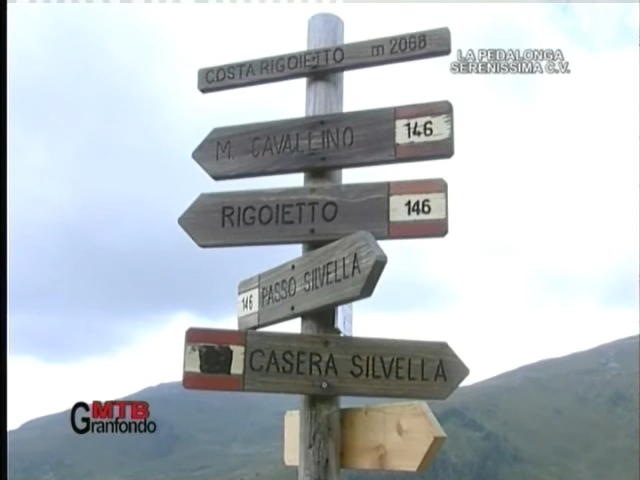 COSTA RIGOIETTO m 2068
LA PEDALONGA
SERENISSIMA C.V.
M. CAVALLINO 146
RIGOIETTO 146
146 PASSO SILVELLA
CASERA SILVELLA
MTB
Granfondo